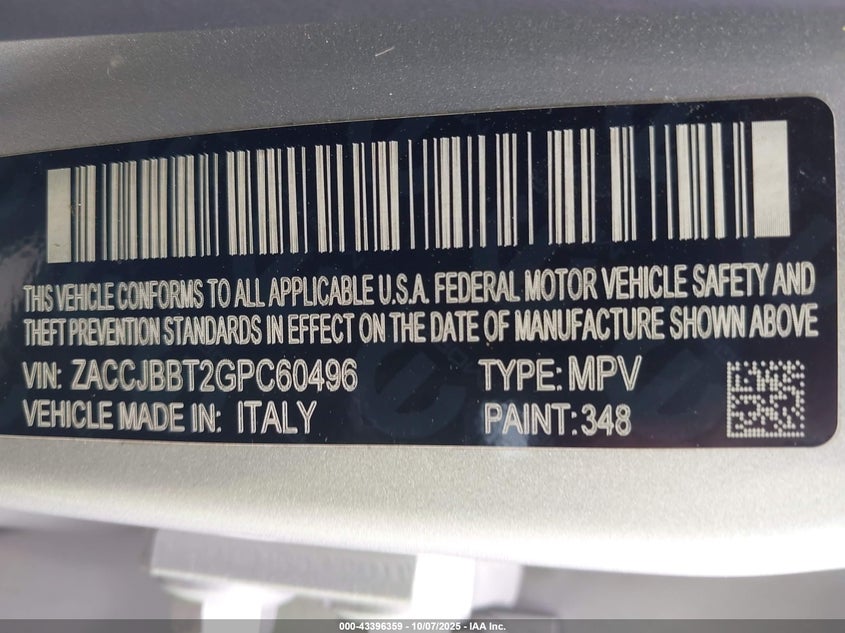 THIS VEHICLE CONFORMS TO ALL APPLICABLE U.S.A. FEDERAL MOTOR VEHICLE SAFETY AND
THEFT PREVENTION STANDARDS IN EFFECT ON THE DATE OF MANUFACTURE SHOWN ABOVE
VIN: ZACCJBBT2GPC60496 TYPE: MPV
VEHICLE MADE IN: ITALY PAINT: 348
000-43396359 - 10/07/2025 - IAA Inc.